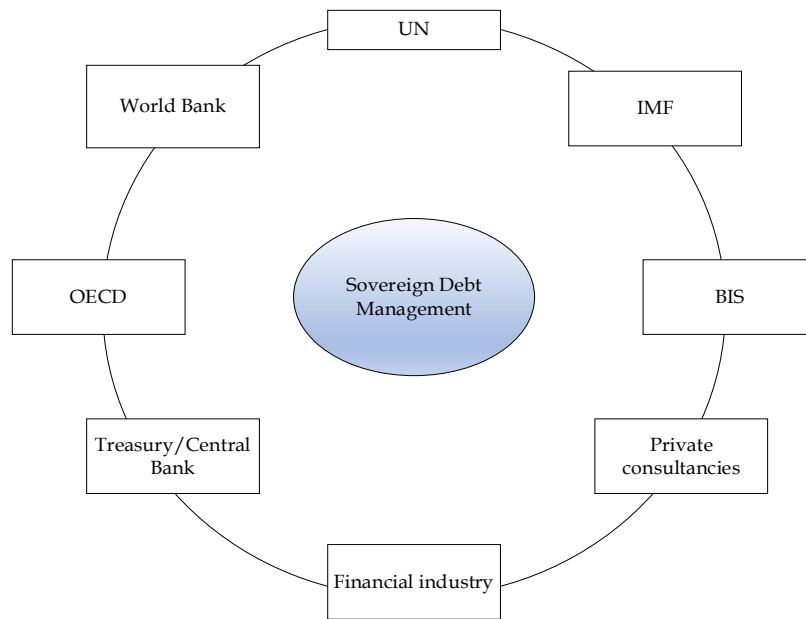 UN
World Bank
IMF
Sovereign Debt
Management
OECD
BIS
Treasury/Central
Bank
Private
consultancies
Financial industry